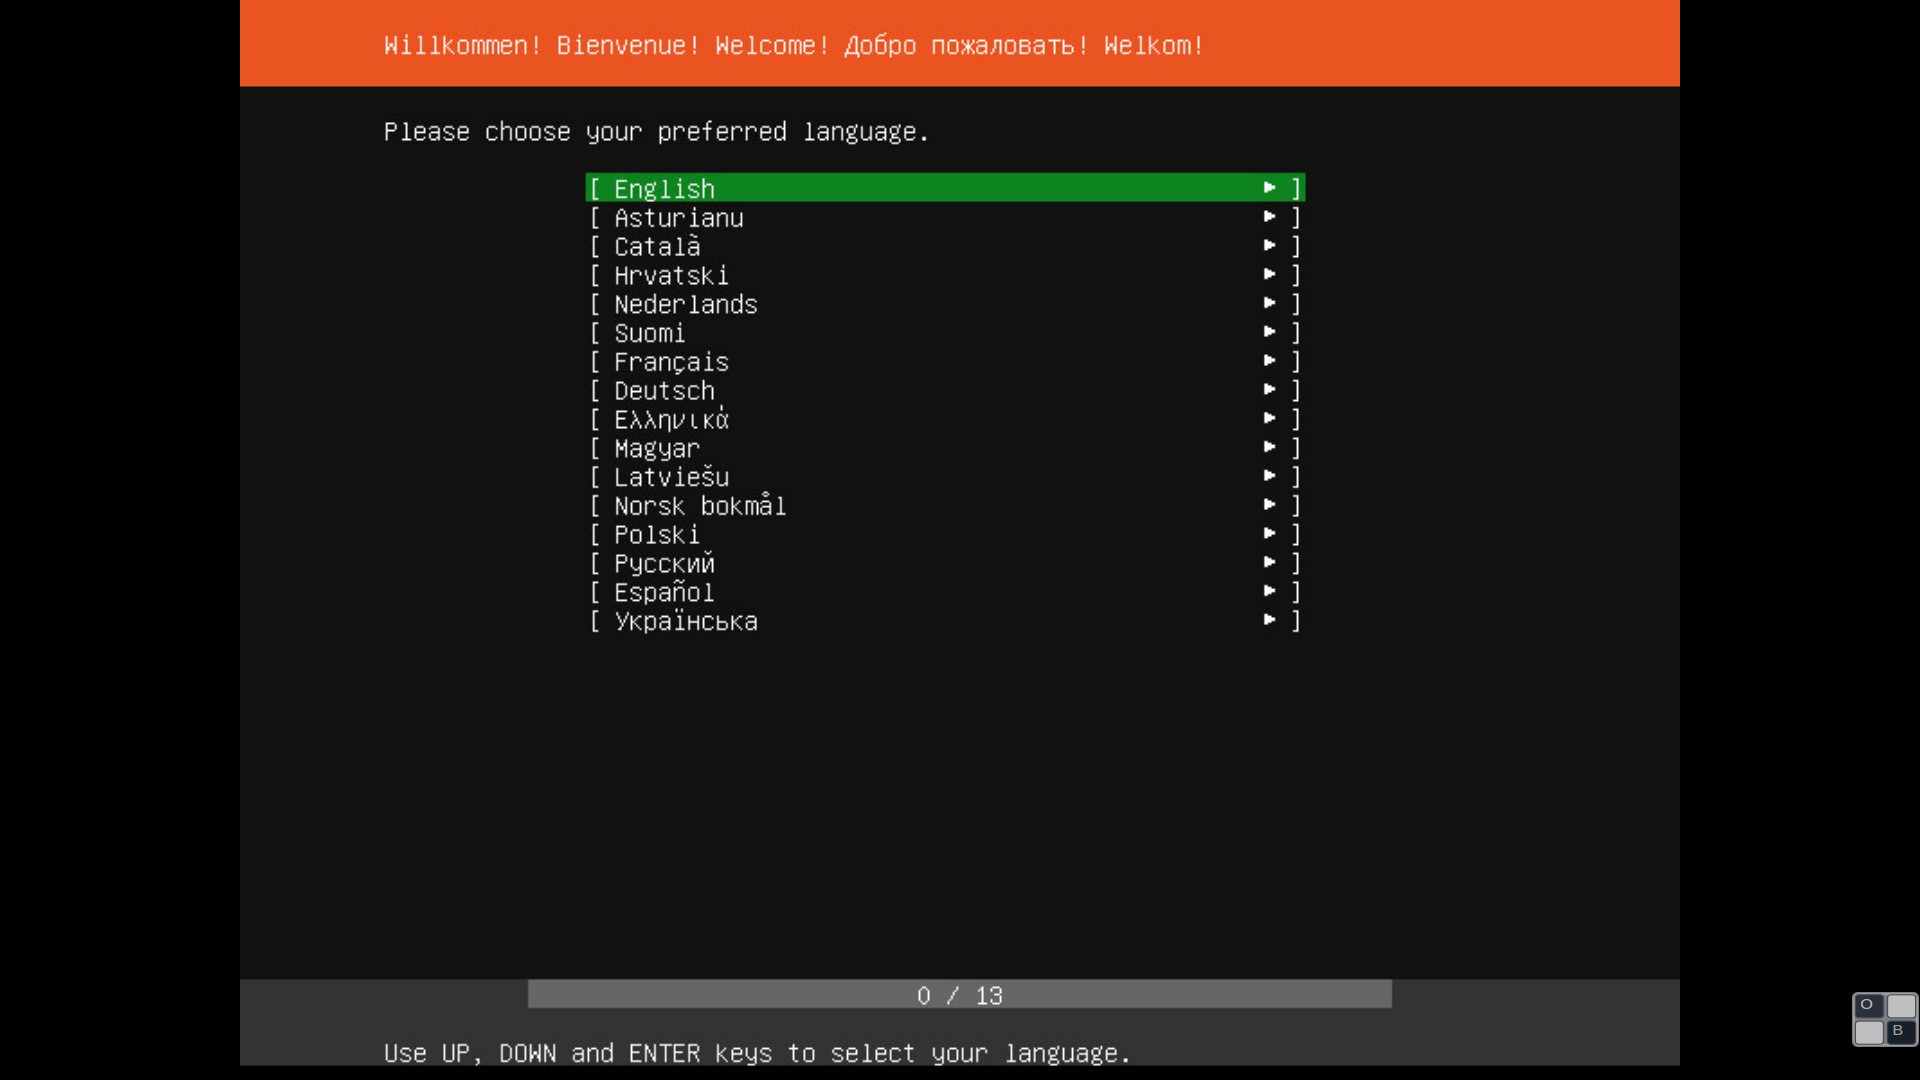 Willkommen! Bienvenue! Welcome! Добро пожаловать! Welkom!
Please choose your preferred language.
[ English ► ]
[ Asturianu ► ]
[ Català ► ]
[ Hrvatski ► ]
[ Nederlands ► ]
[ Suomi ► ]
[ Français ► ]
[ Deutsch ► ]
[ Ελληνικά ► ]
[ Magyar ► ]
[ Latviešu ► ]
[ Norsk bokmål ► ]
[ Polski ► ]
[ Русский ► ]
[ Español ► ]
[ Українська ► ]
0 / 13
Use UP, DOWN and ENTER keys to select your language.
O
B